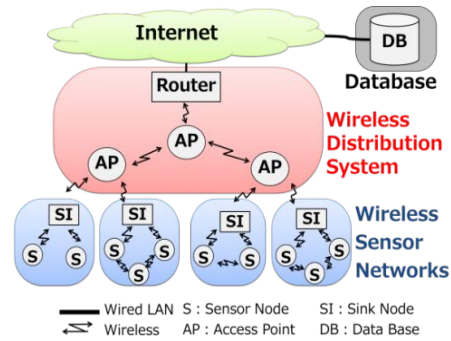 Internet
DB
Database
Router
Wireless
Distribution
System
AP
AP
AP
SI
SI
SI
SI
S
S
S
S
S
S
S
S
S
S
Wireless
Sensor
Networks
Wired LAN S : Sensor Node SI : Sink Node
Wireless AP : Access Point DB : Data Base